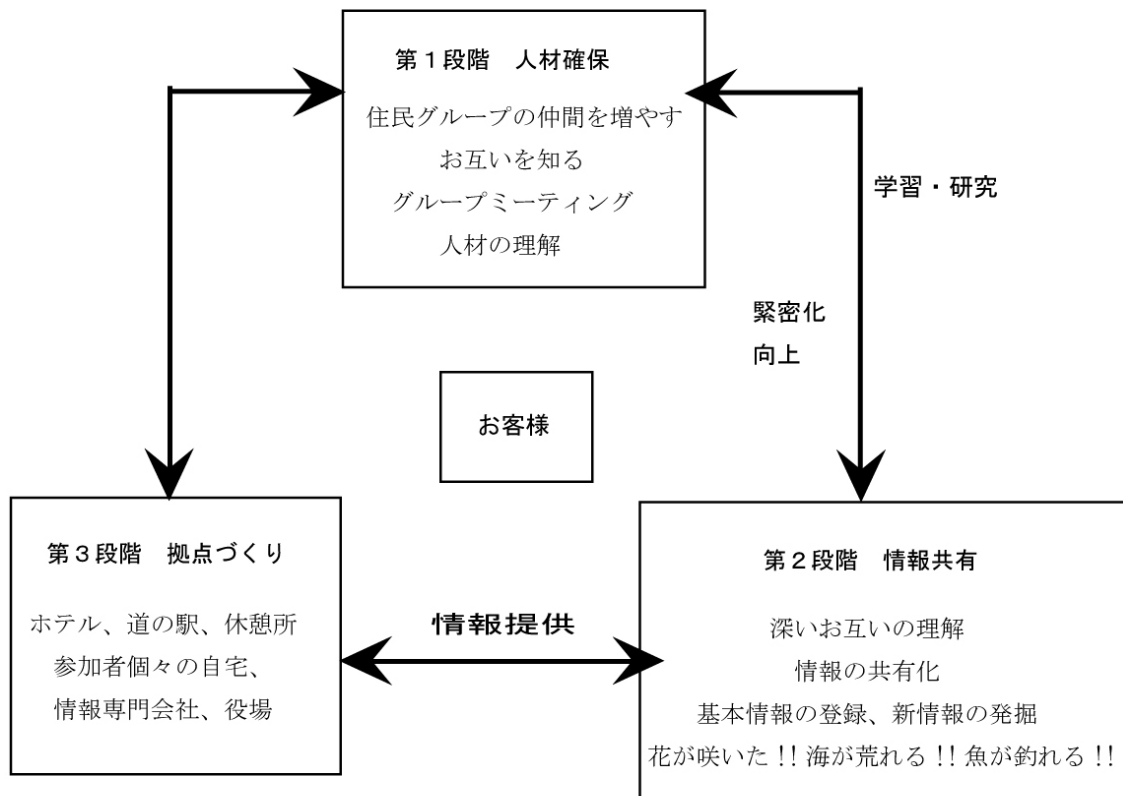 第１段階　人材確保
住民グループの仲間を増やす
お互いを知る
グループミーティング
人材の理解
学習・研究
緊密化
向上
お客様
第３段階　拠点づくり
ホテル、道の駅、休憩所
参加者個々の自宅、
情報専門会社、役場
情報提供
第２段階　情報共有
深いお互いの理解
情報の共有化
基本情報の登録、新情報の発掘
花が咲いた！！海が荒れる！！魚が釣れる！！